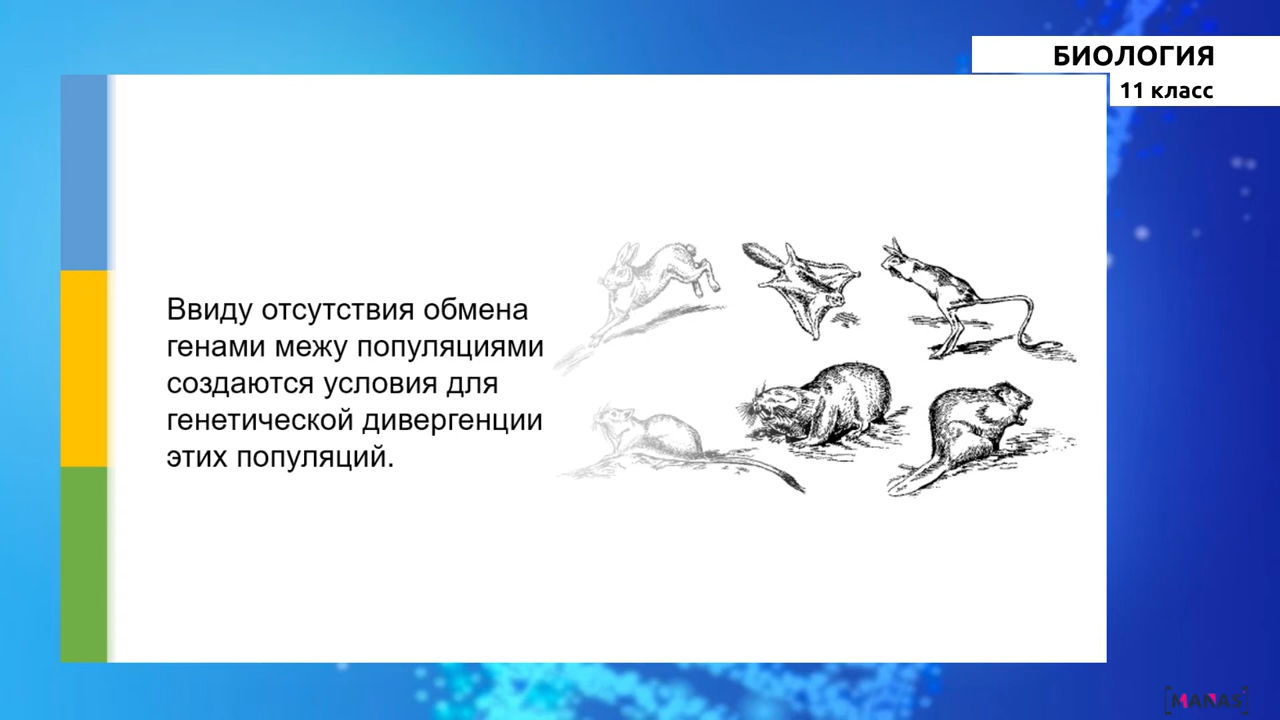 БИОЛОГИЯ
11 класс
Ввиду отсутствия обмена
генами межу популяциями
создаются условия для
генетической дивергенции
этих популяций.
[MANAS]